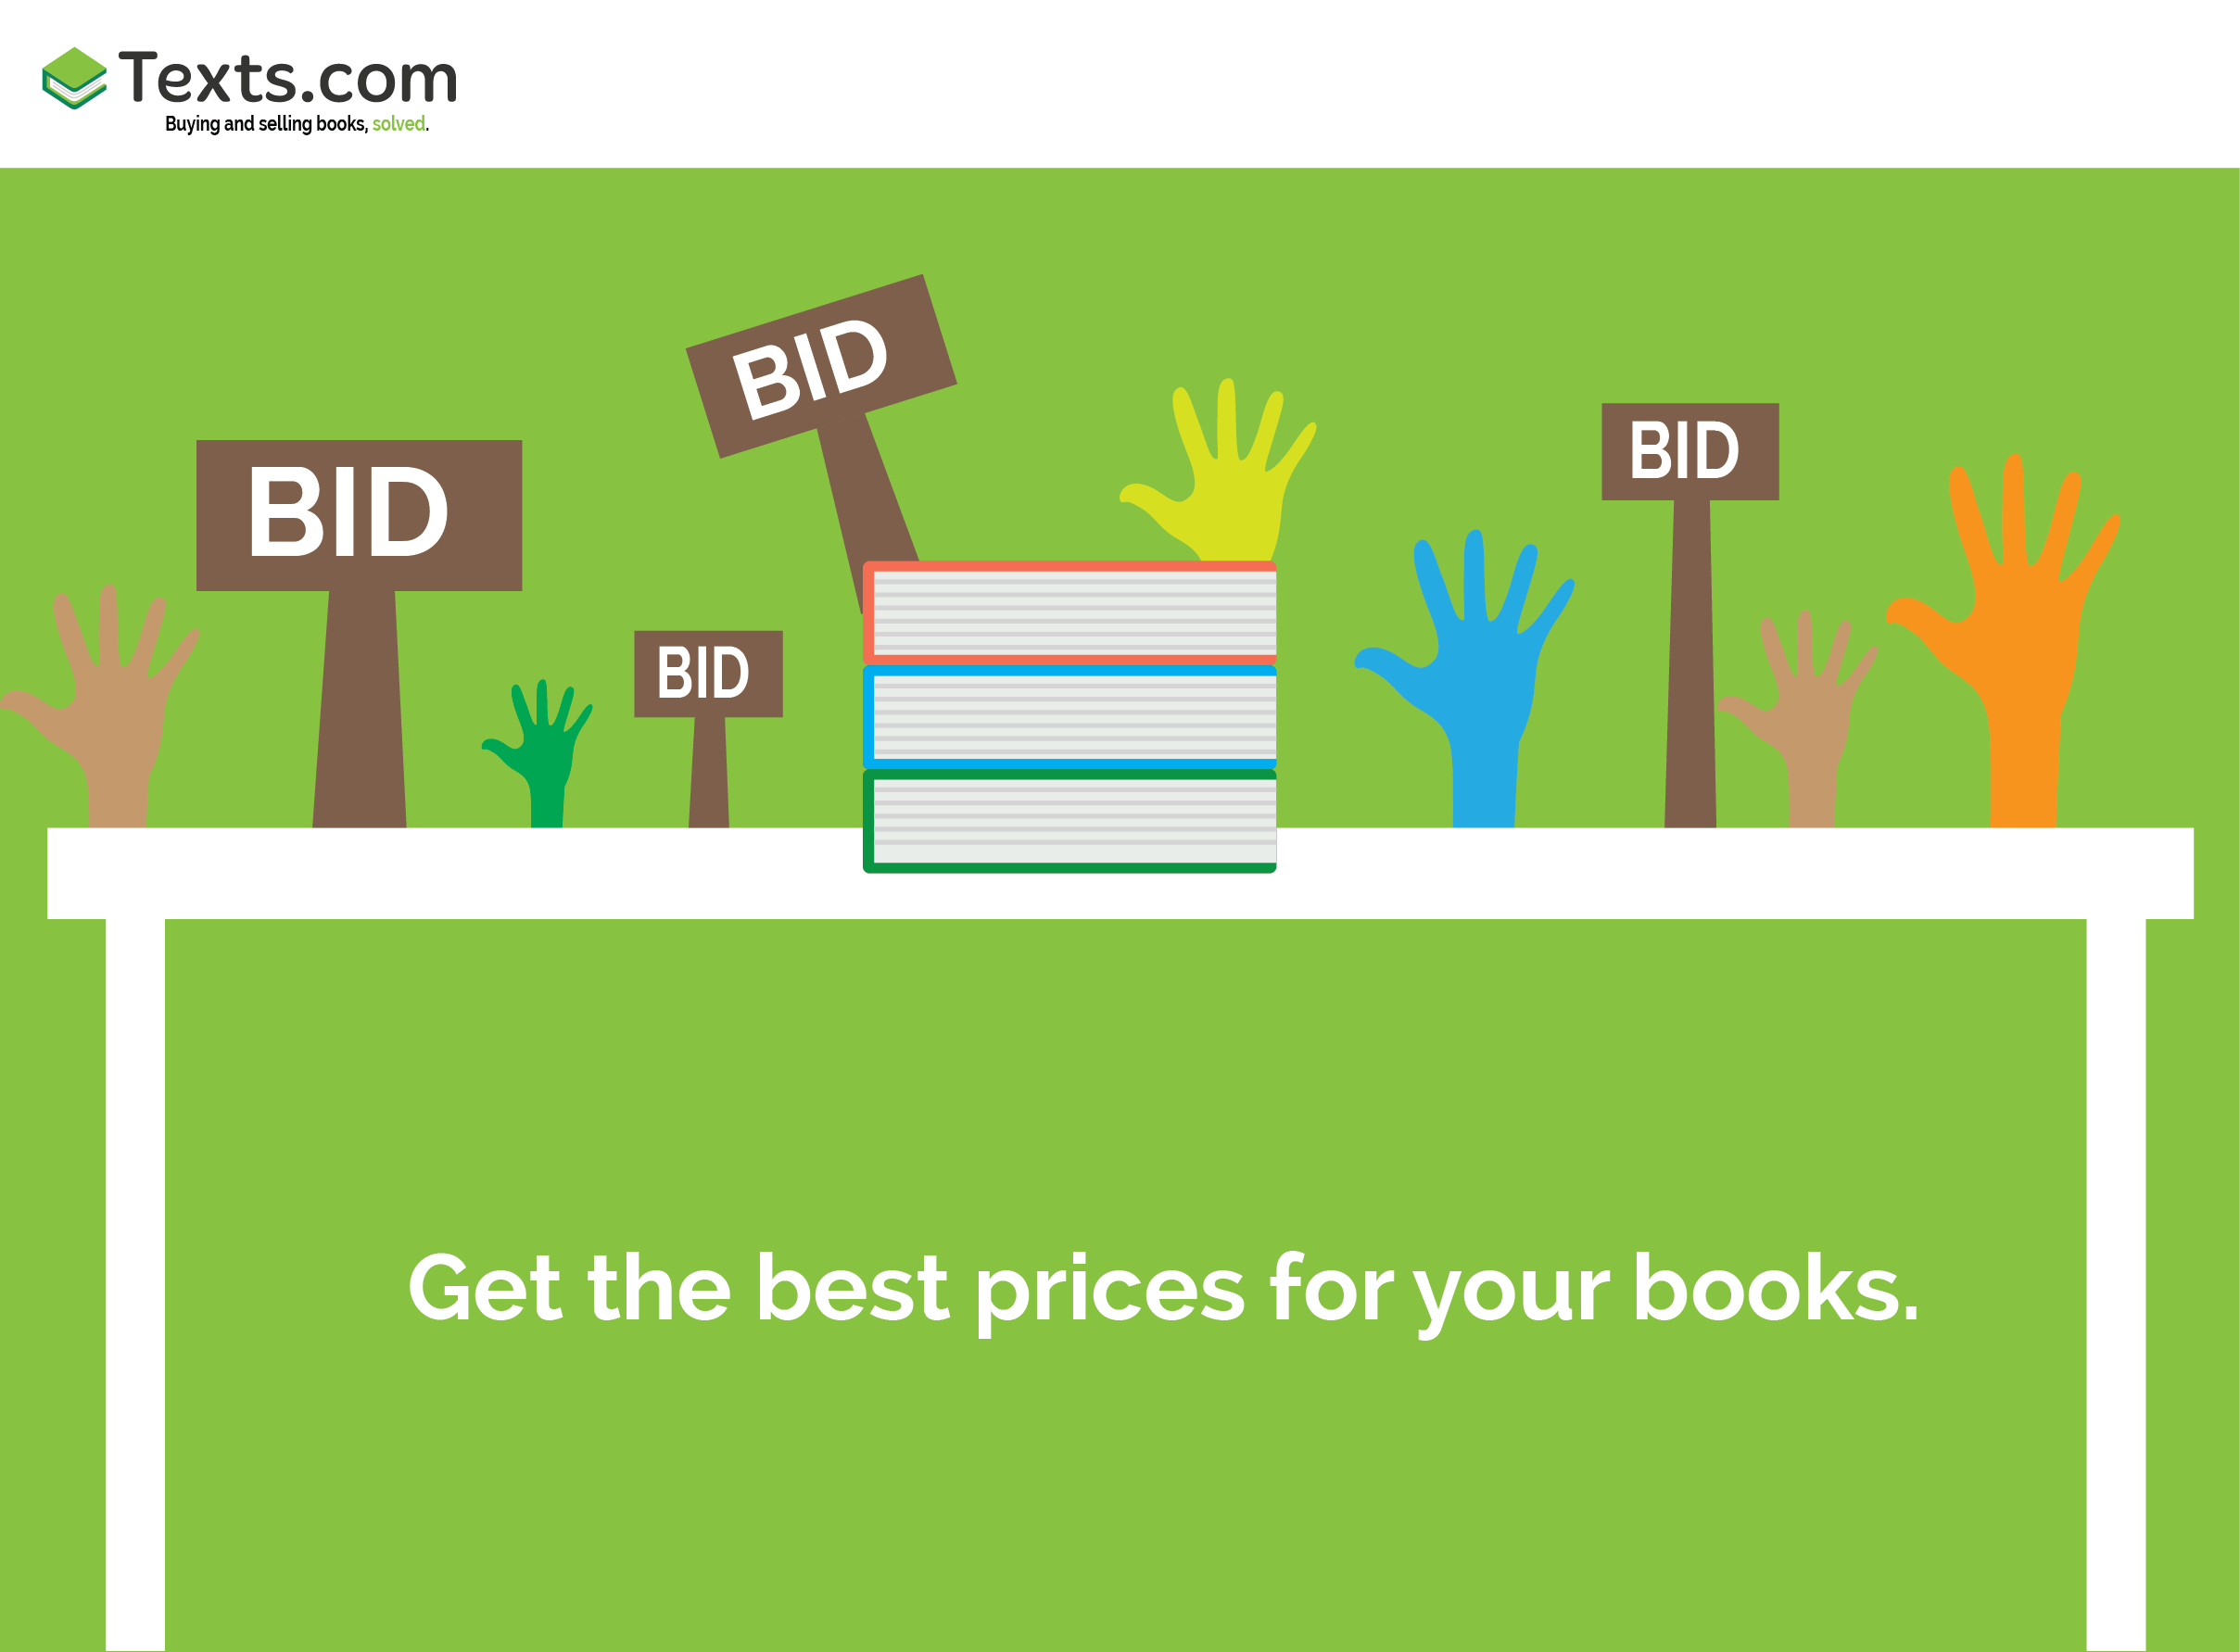 Texts.com
Buying and selling books, solved.
BID
BID
BID
BID
Get the best prices for your books.